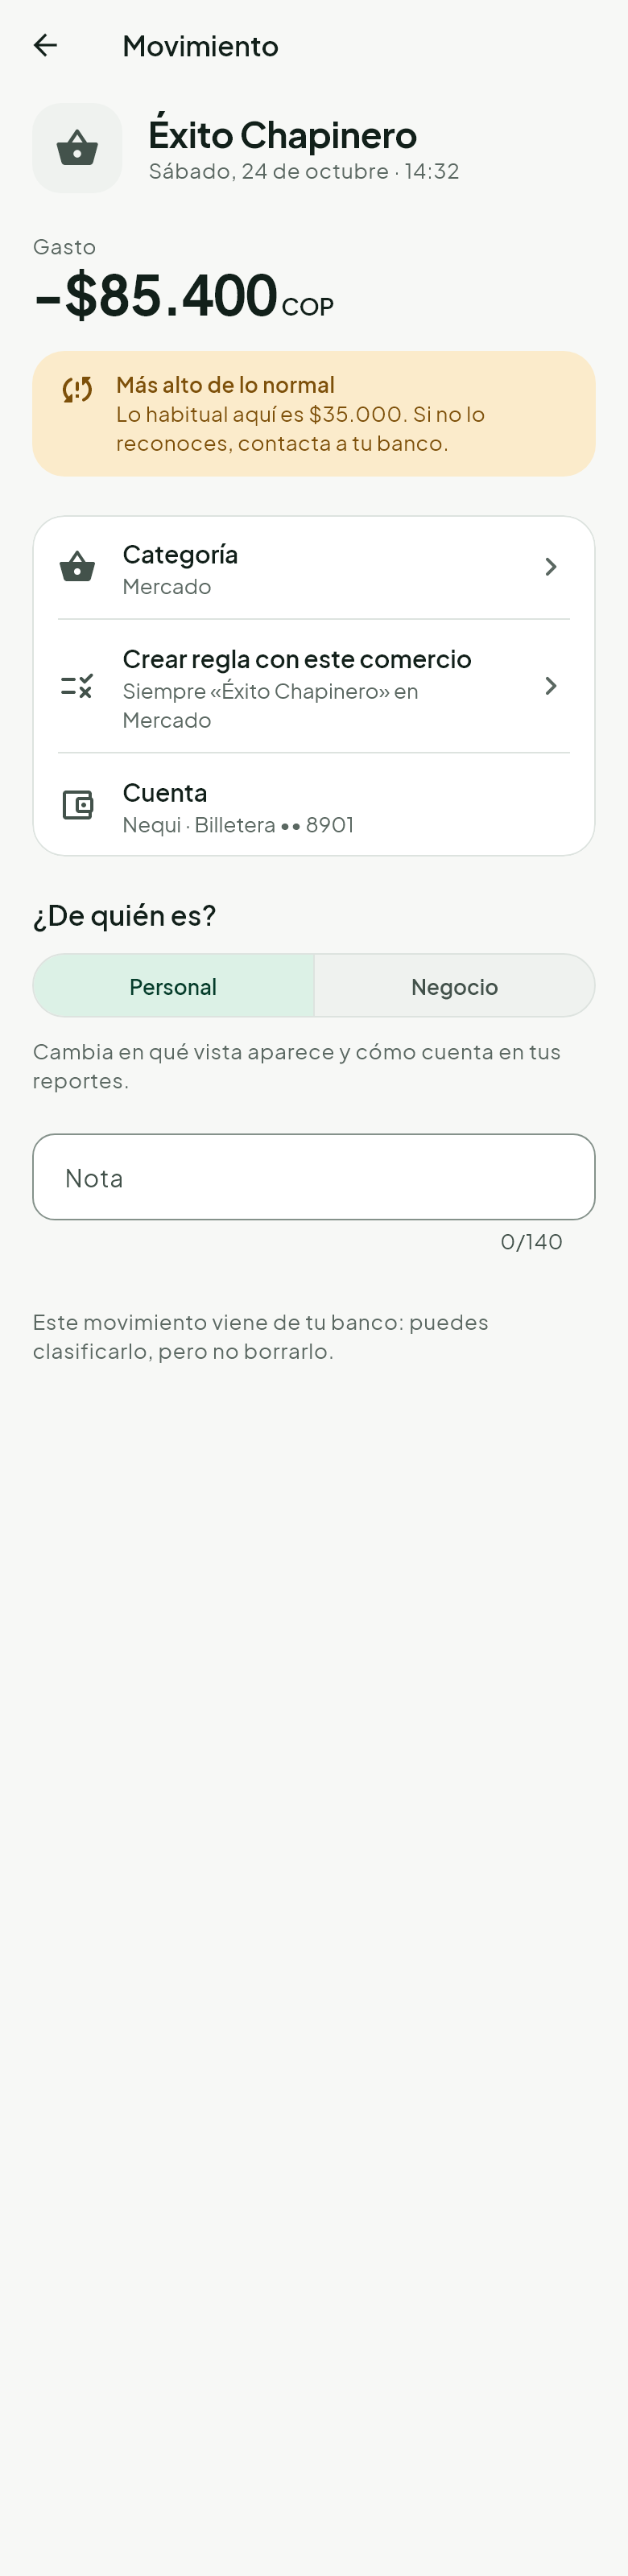 Movimiento
Éxito Chapinero
Sábado, 24 de octubre · 14:32
Gasto
−$85.400 COP
Más alto de lo normal
Lo habitual aquí es $35.000. Si no lo
reconoces, contacta a tu banco.
Categoría
Mercado
Crear regla con este comercio
Siempre «Éxito Chapinero» en
Mercado
Cuenta
Nequi · Billetera •• 8901
¿De quién es?
Personal
Negocio
Cambia en qué vista aparece y cómo cuenta en tus
reportes.
Nota
0/140
Este movimiento viene de tu banco: puedes
clasificarlo, pero no borrarlo.